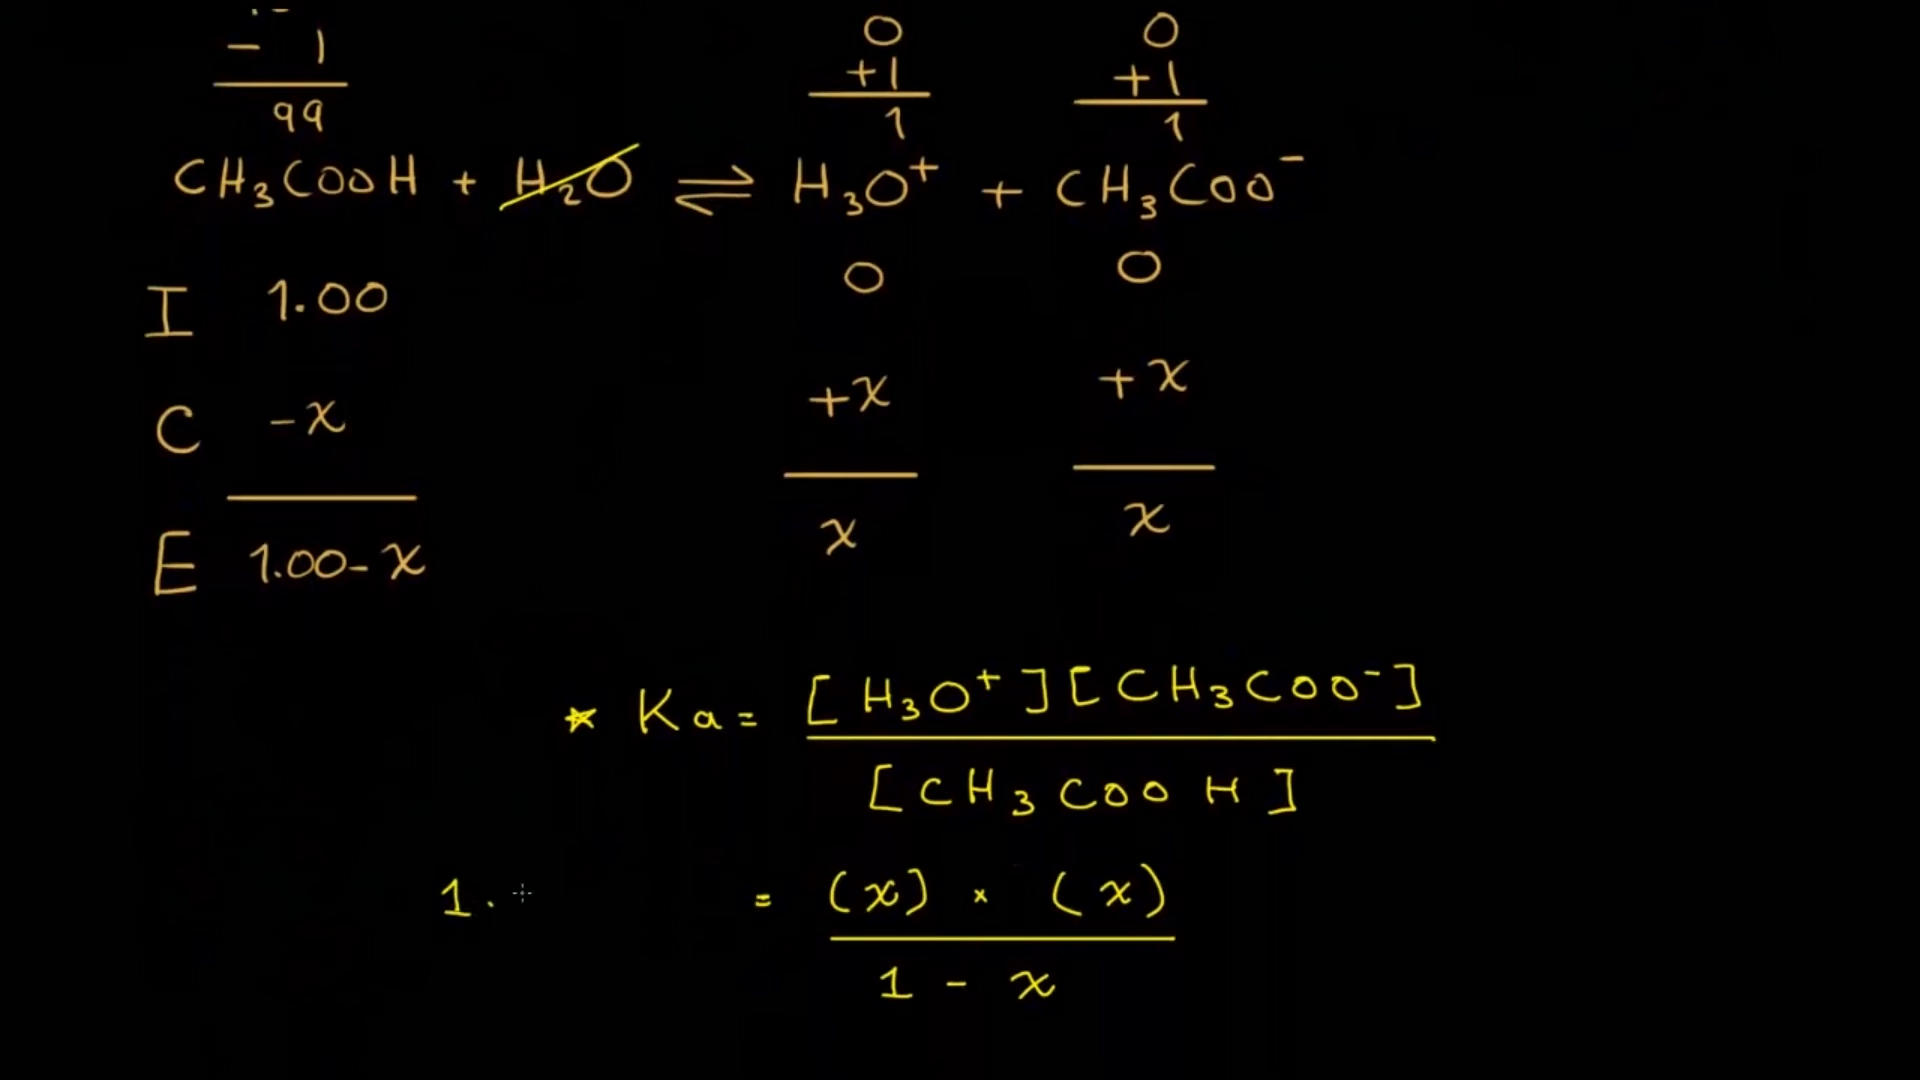 - 1 0 0
+1 +1
99 1 1
CH₃COOH + H₂O ⇌ H₃O⁺ + CH₃COO⁻
I 1.00 0 0
C -x +x +x
E 1.00-x x x
* Ka = [H₃O⁺][CH₃COO⁻]
[CH₃COOH]
1. = (x) × (x)
1 - x